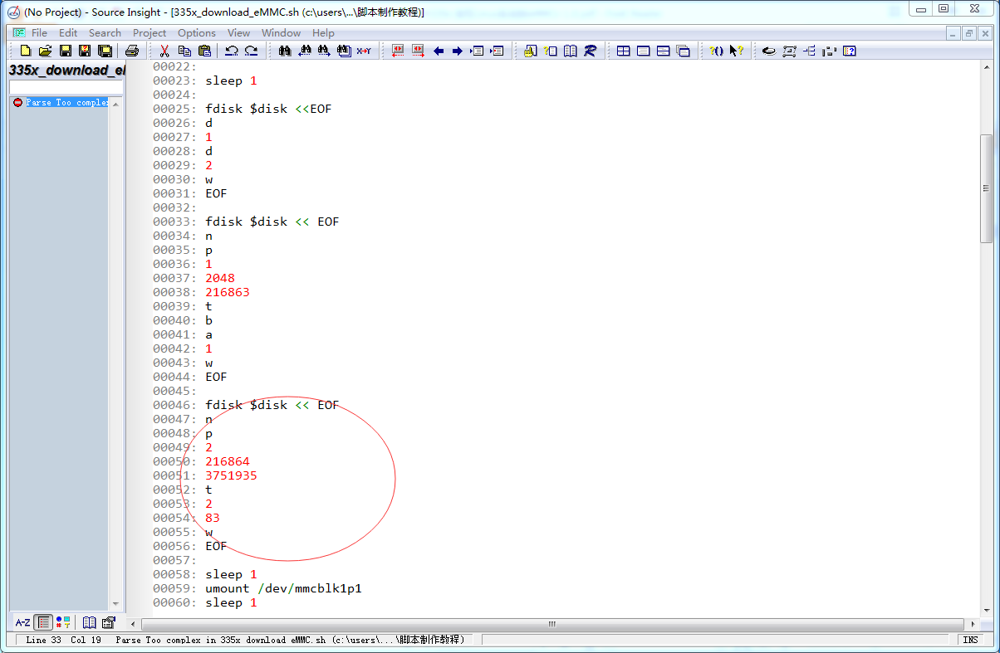 (No Project) - Source Insight - [335x_download_eMMC.sh (c:\users\...\脚本制作教程)]
File Edit Search Project Options View Window Help
335x_download_el
Parse Too complex
00022:
00023: sleep 1
00024:
00025: fdisk $disk <<EOF
00026: d
00027: 1
00028: d
00029: 2
00030: w
00031: EOF
00032:
00033: fdisk $disk << EOF
00034: n
00035: p
00036: 1
00037: 2048
00038: 216863
00039: t
00040: b
00041: a
00042: 1
00043: w
00044: EOF
00045:
00046: fdisk $disk << EOF
00047: n
00048: p
00049: 2
00050: 216864
00051: 3751935
00052: t
00053: 2
00054: 83
00055: w
00056: EOF
00057:
00058: sleep 1
00059: umount /dev/mmcblk1p1
00060: sleep 1
A-Z
Line 33 Col 19 Parse Too complex in 335x_download_eMMC.sh (c:\users\...\脚本制作教程) INS